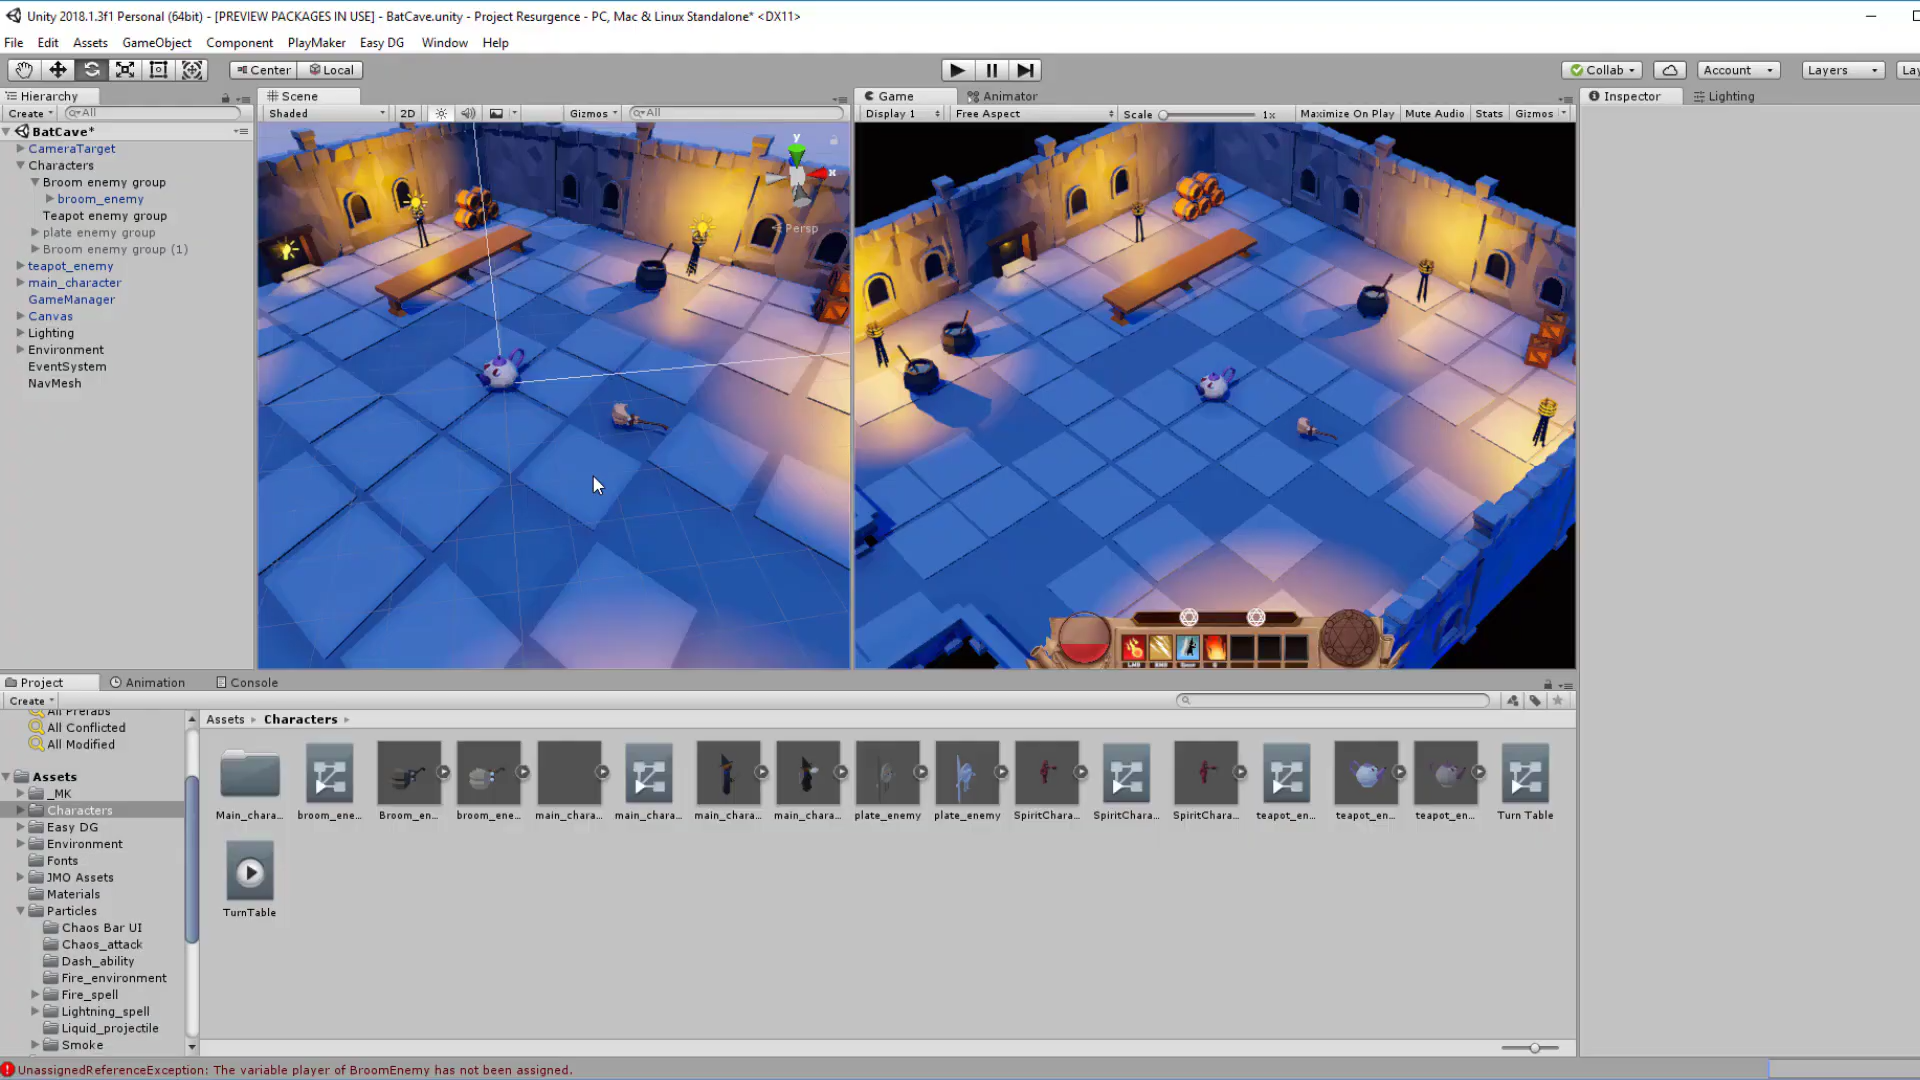 Unity 2018.1.3f1 Personal (64bit) - [PREVIEW PACKAGES IN USE] - BatCave.unity - Project Resurgence - PC, Mac & Linux Standalone* <DX11>
File Edit Assets GameObject Component PlayMaker Easy DG Window Help
Center Local Collab Account Layers Lay
Hierarchy Scene Game Animator Inspector Lighting
Create All Shaded 2D Gizmos All Display 1 Free Aspect Scale 1x Maximize On Play Mute Audio Stats Gizmos
BatCave*
CameraTarget
Characters
Broom enemy group
broom_enemy
Teapot enemy group
plate enemy group
Broom enemy group (1)
teapot_enemy
main_character
GameManager
Canvas
Lighting
Environment
EventSystem
NavMesh
y
x
Persp
Project Animation Console
Create
All Prefabs
All Conflicted
All Modified
Assets
_MK
Characters
Easy DG
Environment
Fonts
JMO Assets
Materials
Particles
Chaos Bar UI
Chaos_attack
Dash_ability
Fire_environment
Fire_spell
Lightning_spell
Liquid_projectile
Smoke
Assets Characters
Main_chara... broom_ene... Broom_en... broom_ene... main_chara... main_chara... main_chara... main_chara... plate_enemy plate_enemy SpiritChara... SpiritChara... SpiritChara... teapot_en... teapot_en... teapot_en... Turn Table
TurnTable
UnassignedReferenceException: The variable player of BroomEnemy has not been assigned.